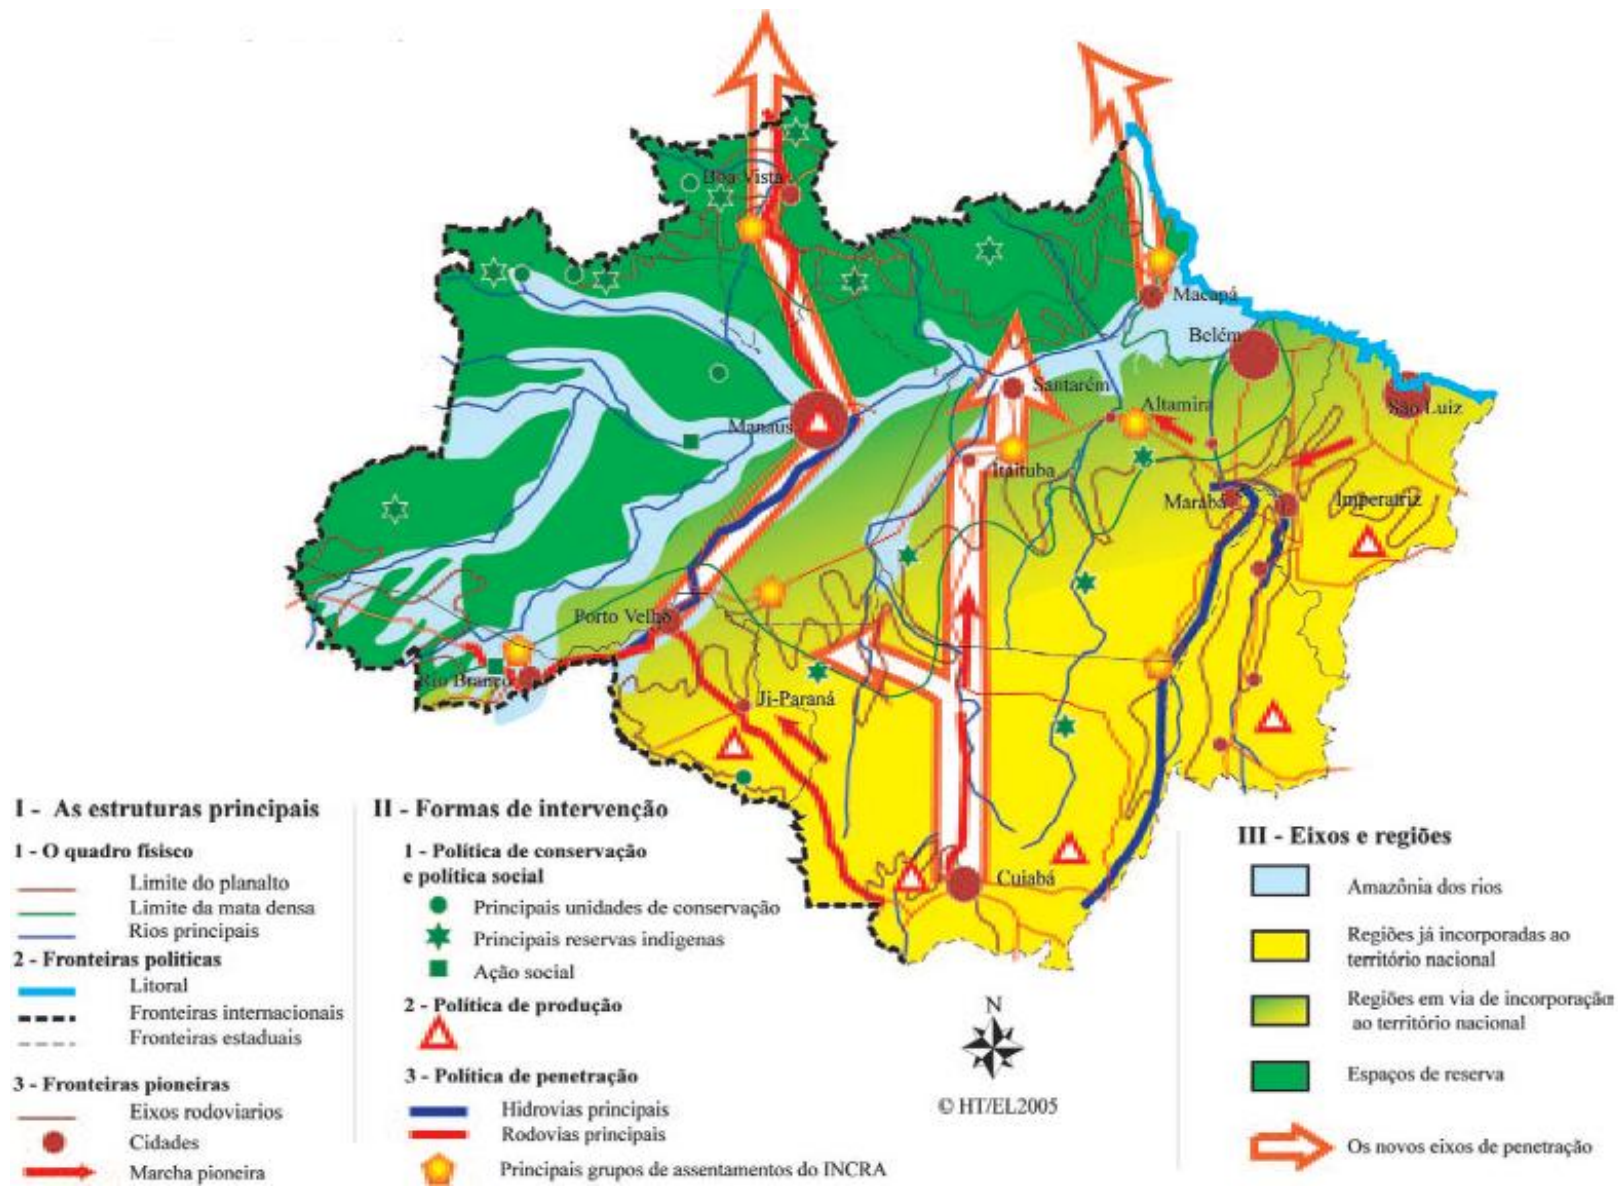 Boa Vista
Macapá
Belém
Santarém
São Luiz
Altamira
Manaus
Itaituba
Marabá
Imperatriz
Porto Velho
Rio Branco
Ji-Paraná
Cuiabá
I - As estruturas principais
1 - O quadro físisco
Limite do planalto
Limite da mata densa
Rios principais
2 - Fronteiras políticas
Litoral
Fronteiras internacionais
Fronteiras estaduais
3 - Fronteiras pioneiras
Eixos rodoviarios
Cidades
Marcha pioneira
II - Formas de intervenção
1 - Política de conservação
e política social
Principais unidades de conservação
Principais reservas indigenas
Ação social
2 - Política de produção
3 - Política de penetração
Hidrovias principais
Rodovias principais
Principais grupos de assentamentos do INCRA
N
© HT/EL2005
III - Eixos e regiões
Amazônia dos rios
Regiões já incorporadas ao
território nacional
Regiões em via de incorporação
ao território nacional
Espaços de reserva
Os novos eixos de penetração